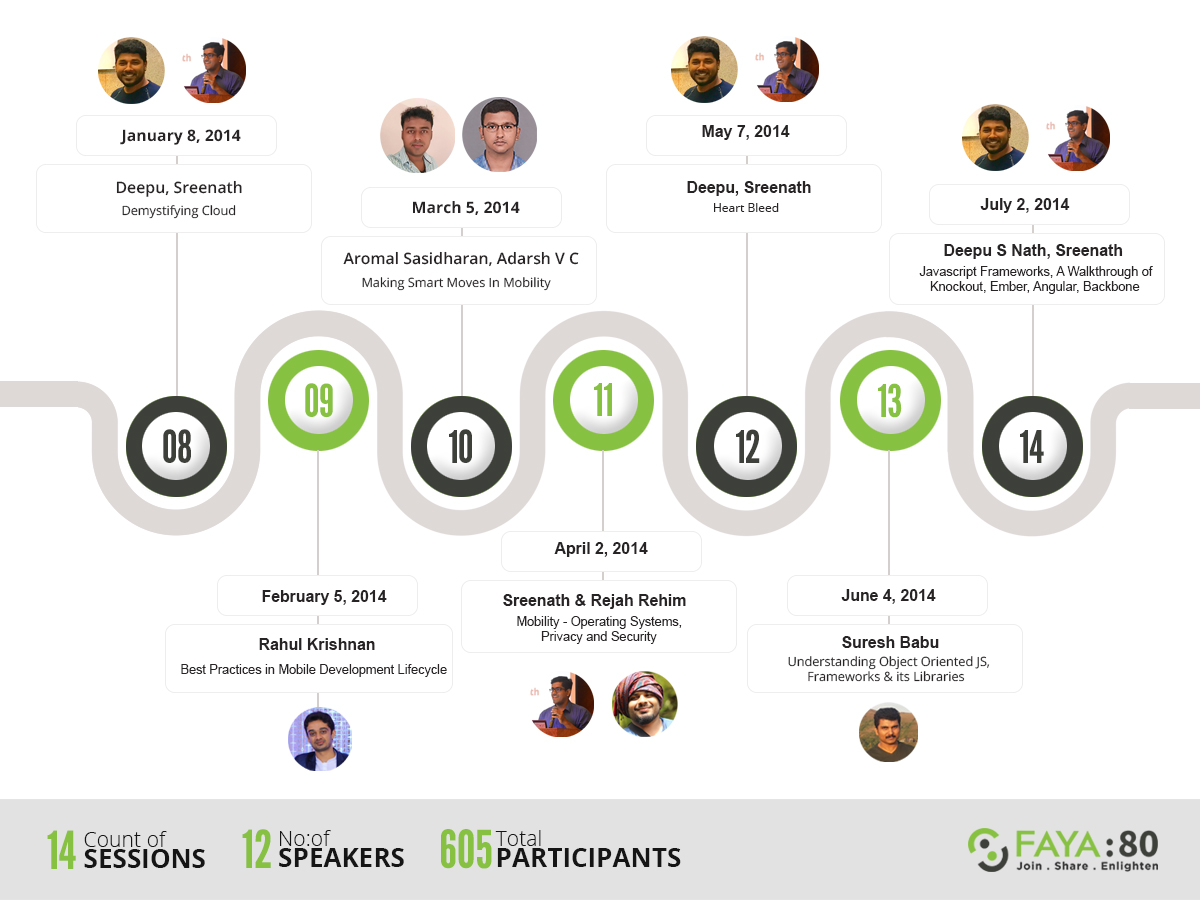 th
January 8, 2014
Deepu, Sreenath
Demystifying Cloud
March 5, 2014
Aromal Sasidharan, Adarsh V C
Making Smart Moves In Mobility
th
May 7, 2014
Deepu, Sreenath
Heart Bleed
th
July 2, 2014
Deepu S Nath, Sreenath
Javascript Frameworks, A Walkthrough of
Knockout, Ember, Angular, Backbone
08
09
10
11
12
13
14
February 5, 2014
Rahul Krishnan
Best Practices in Mobile Development Lifecycle
April 2, 2014
Sreenath & Rejah Rehim
Mobility - Operating Systems,
Privacy and Security
th
June 4, 2014
Suresh Babu
Understanding Object Oriented JS,
Frameworks & its Libraries
14 Count of
SESSIONS
12 No:of
SPEAKERS
605 Total
PARTICIPANTS
FAYA:80
Join . Share . Enlighten